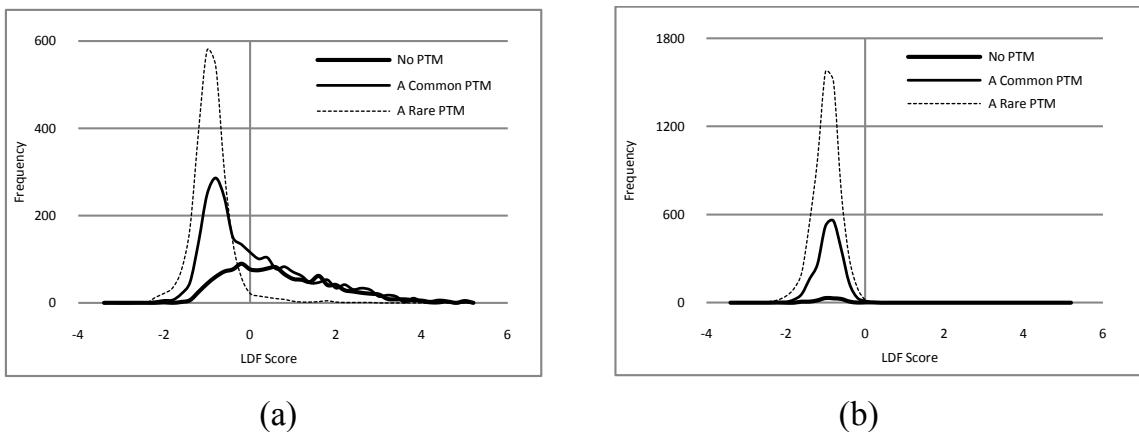 600
400
200
0
-4 -2 0 2 4 6
Frequency
LDF Score
No PTM
A Common PTM
A Rare PTM
(a)
1800
1200
600
0
-4 -2 0 2 4 6
Frequency
LDF Score
No PTM
A Common PTM
A Rare PTM
(b)